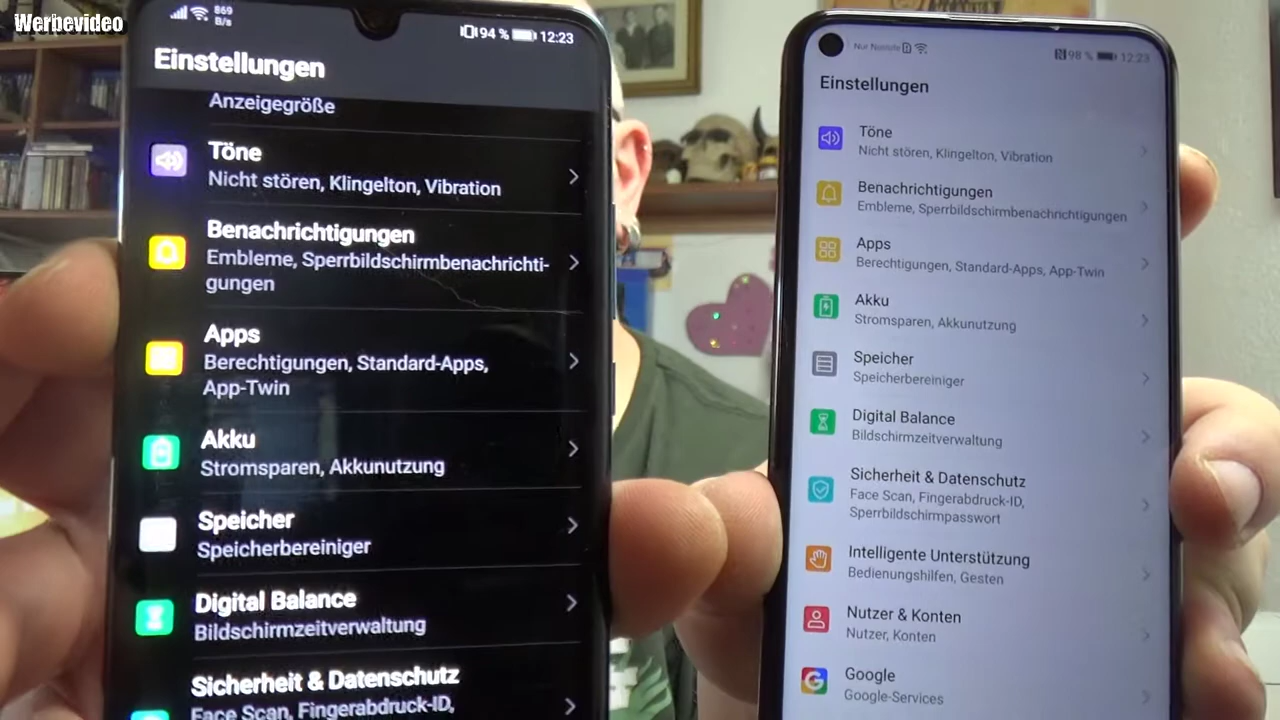 Werbevideo
869
B/s
94 % 12:23
Einstellungen
Anzeigegröße
Töne
Nicht stören, Klingelton, Vibration
Benachrichtigungen
Embleme, Sperrbildschirmbenachrichti-
gungen
Apps
Berechtigungen, Standard-Apps,
App-Twin
Akku
Stromsparen, Akkunutzung
Speicher
Speicherbereiniger
Digital Balance
Bildschirmzeitverwaltung
Sicherheit & Datenschutz
Face Scan, Fingerabdruck-ID,
Nur Notrufe 98 % 12:23
Einstellungen
Töne
Nicht stören, Klingelton, Vibration
Benachrichtigungen
Embleme, Sperrbildschirmbenachrichtigungen
Apps
Berechtigungen, Standard-Apps, App-Twin
Akku
Stromsparen, Akkunutzung
Speicher
Speicherbereiniger
Digital Balance
Bildschirmzeitverwaltung
Sicherheit & Datenschutz
Face Scan, Fingerabdruck-ID,
Sperrbildschirmpasswort
Intelligente Unterstützung
Bedienungshilfen, Gesten
Nutzer & Konten
Nutzer, Konten
Google
Google-Services